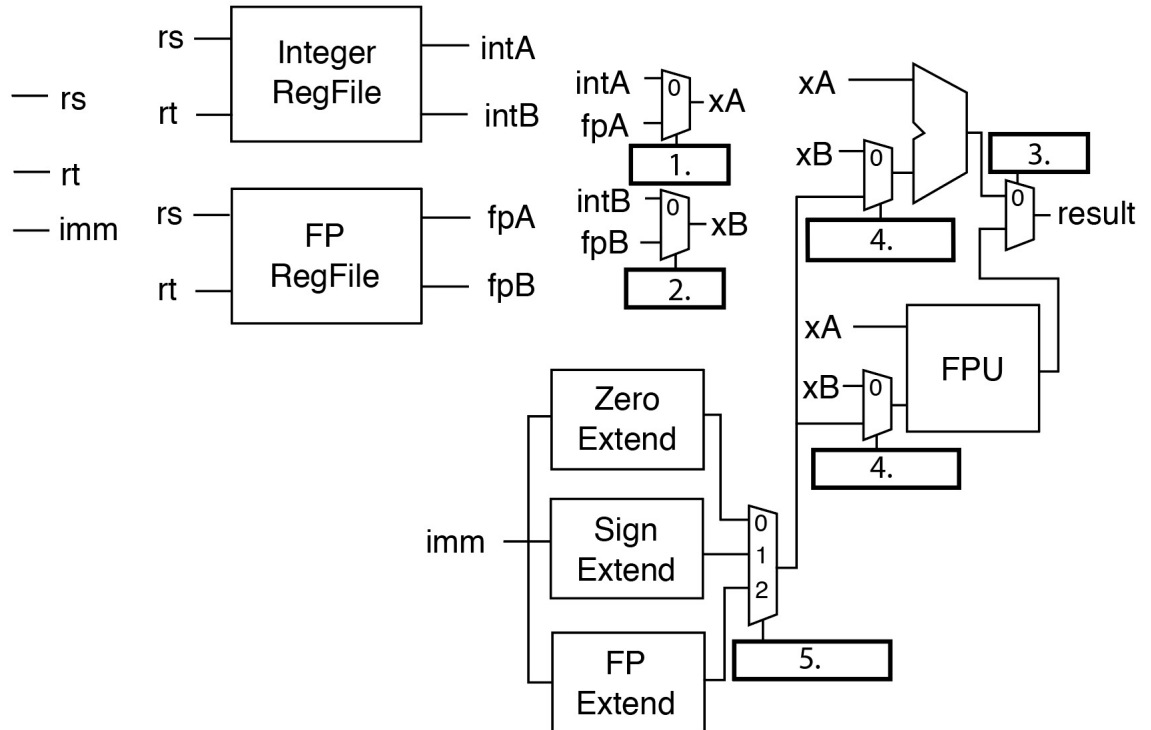 rs
rt
imm
rs
rt
Integer
RegFile
intA
intB
rs
rt
FP
RegFile
fpA
fpB
intA
fpA
0
xA
1.
intB
fpB
0
xB
2.
xA
xB
0
4.
3.
0
result
xA
xB
0
FPU
4.
imm
Zero
Extend
Sign
Extend
FP
Extend
0
1
2
5.